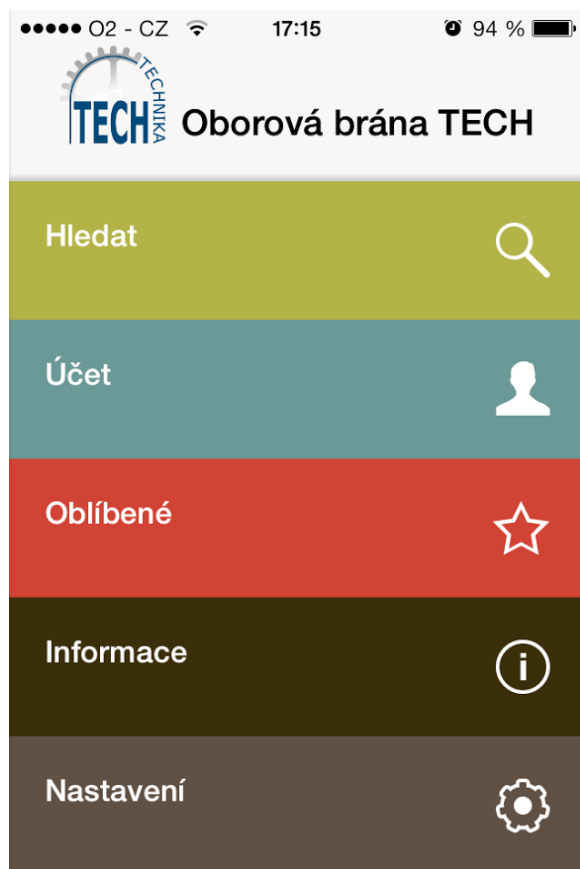 ●●●●● O2 - CZ 17:15 94 %
TECH TECHNIKA
Oborová brána TECH
Hledat
Účet
Oblíbené
Informace
Nastavení